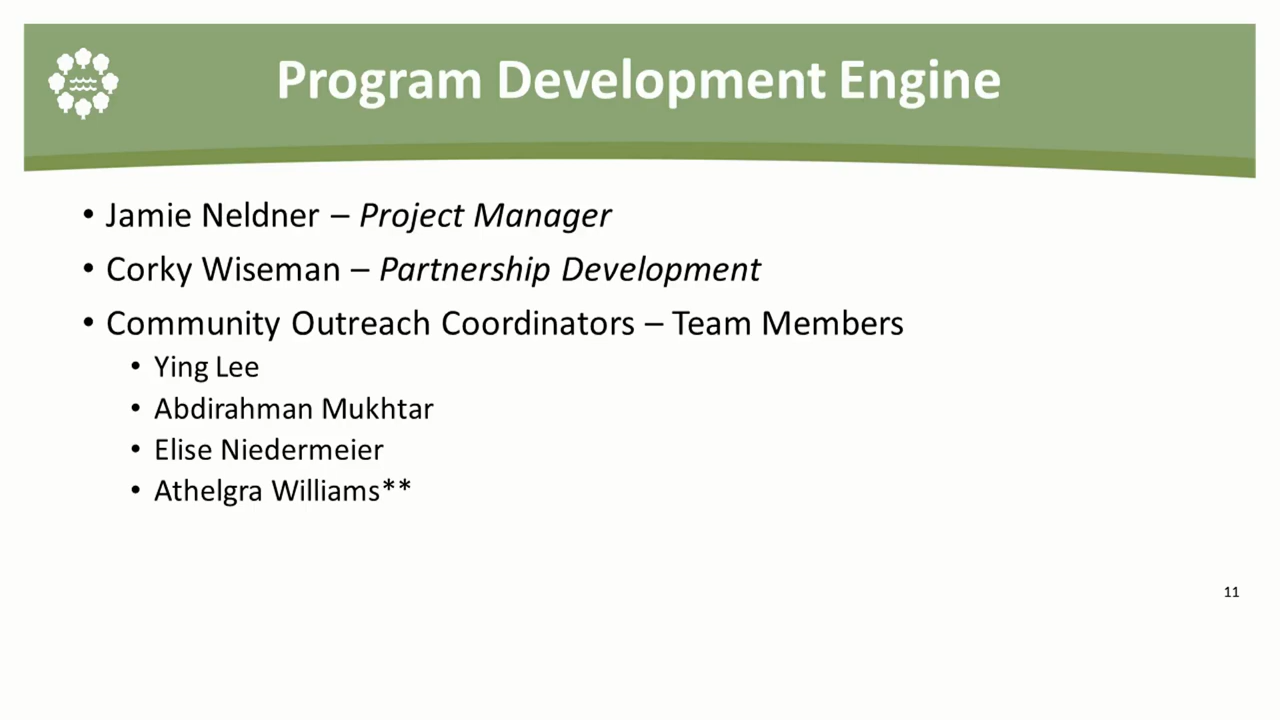 Program Development Engine
• Jamie Neldner – Project Manager
• Corky Wiseman – Partnership Development
• Community Outreach Coordinators – Team Members
• Ying Lee
• Abdirahman Mukhtar
• Elise Niedermeier
• Athelgra Williams**
11